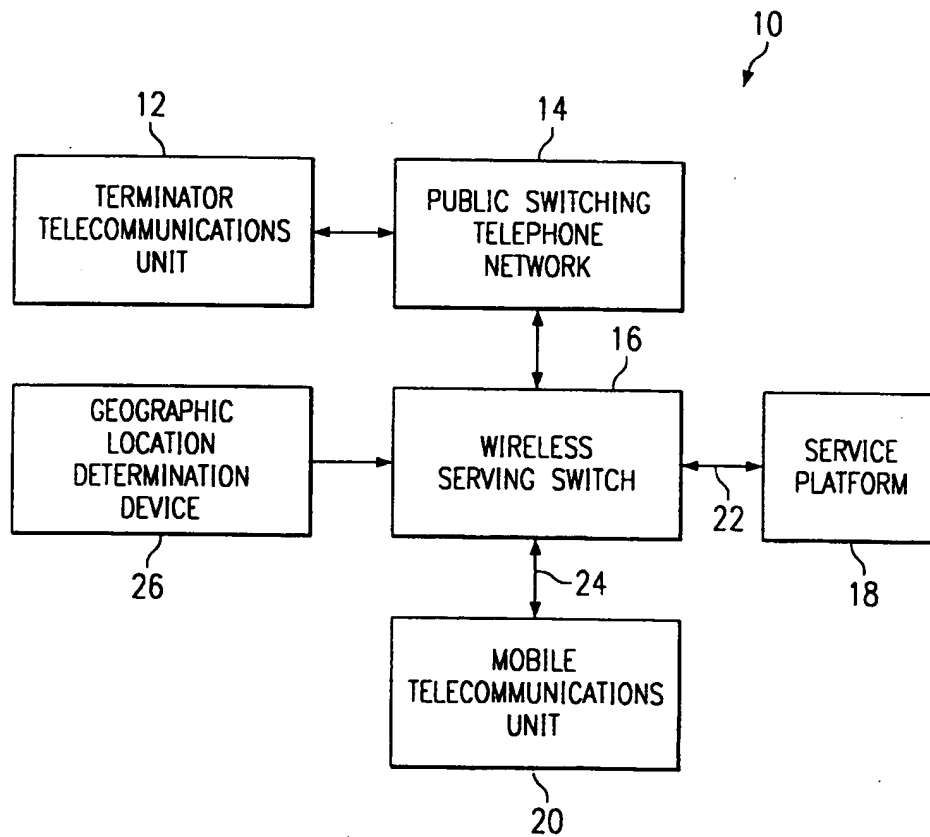 10
12
14
TERMINATOR
TELECOMMUNICATIONS
UNIT
PUBLIC SWITCHING
TELEPHONE
NETWORK
16
GEOGRAPHIC
LOCATION
DETERMINATION
DEVICE
WIRELESS
SERVING SWITCH
SERVICE
PLATFORM
22
26
24
18
MOBILE
TELECOMMUNICATIONS
UNIT
20